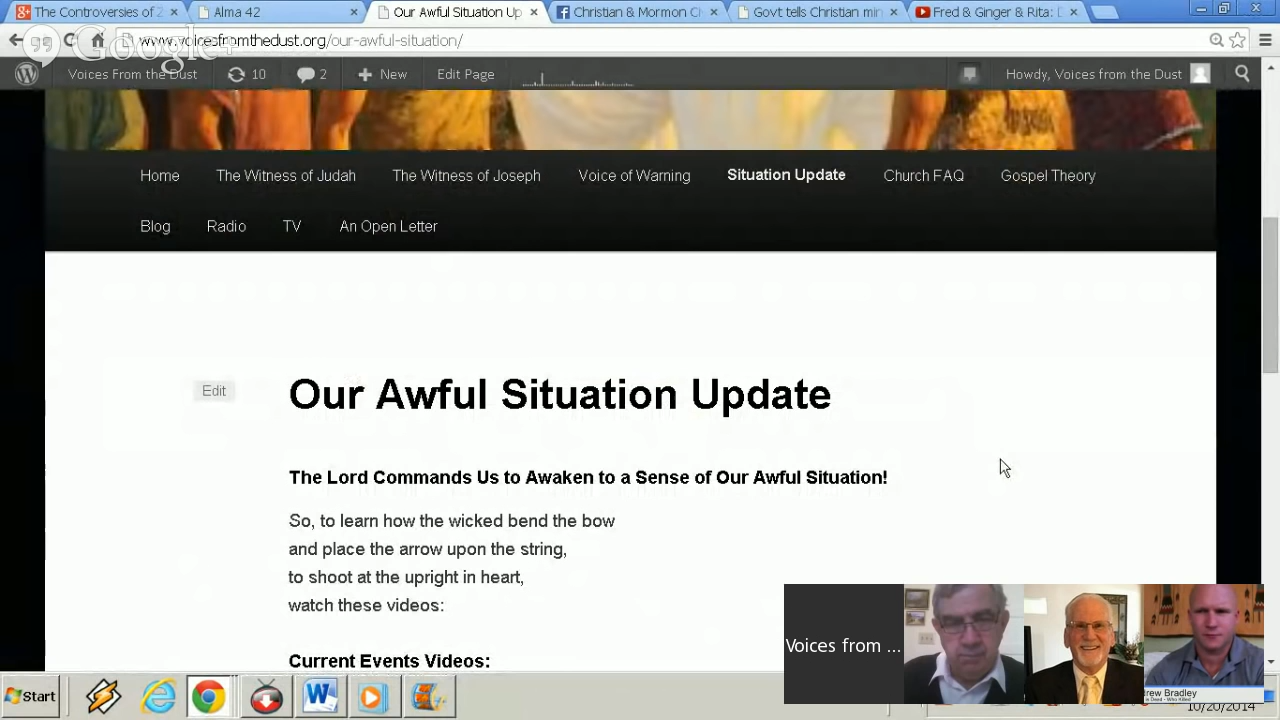 The Controversies of 2
Alma 42
Our Awful Situation Up
Christian & Mormon Ch
Govt tells Christian min
Fred & Ginger & Rita:
Google+
www.voicesfromthedust.org/our-awful-situation/
Voices From the Dust 10 2 New Edit Page Howdy, Voices from the Dust
Home The Witness of Judah The Witness of Joseph Voice of Warning Situation Update Church FAQ Gospel Theory
Blog Radio TV An Open Letter
Edit
Our Awful Situation Update
The Lord Commands Us to Awaken to a Sense of Our Awful Situation!
So, to learn how the wicked bend the bow
and place the arrow upon the string,
to shoot at the upright in heart,
watch these videos:
Current Events Videos:
Voices from ...
rew Bradley
is Dead - Who Killed
Start
10/20/2014